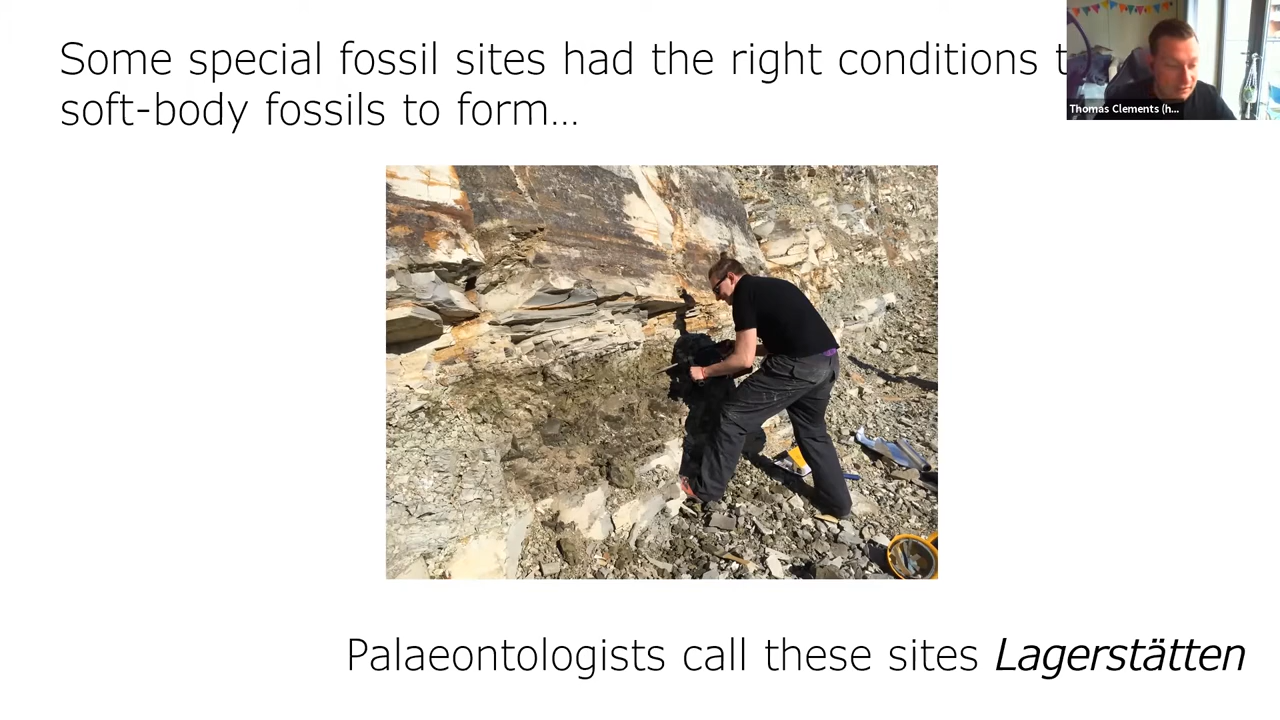 Some special fossil sites had the right conditions
soft-body fossils to form...
Thomas Clements (h...
Palaeontologists call these sites Lagerstätten